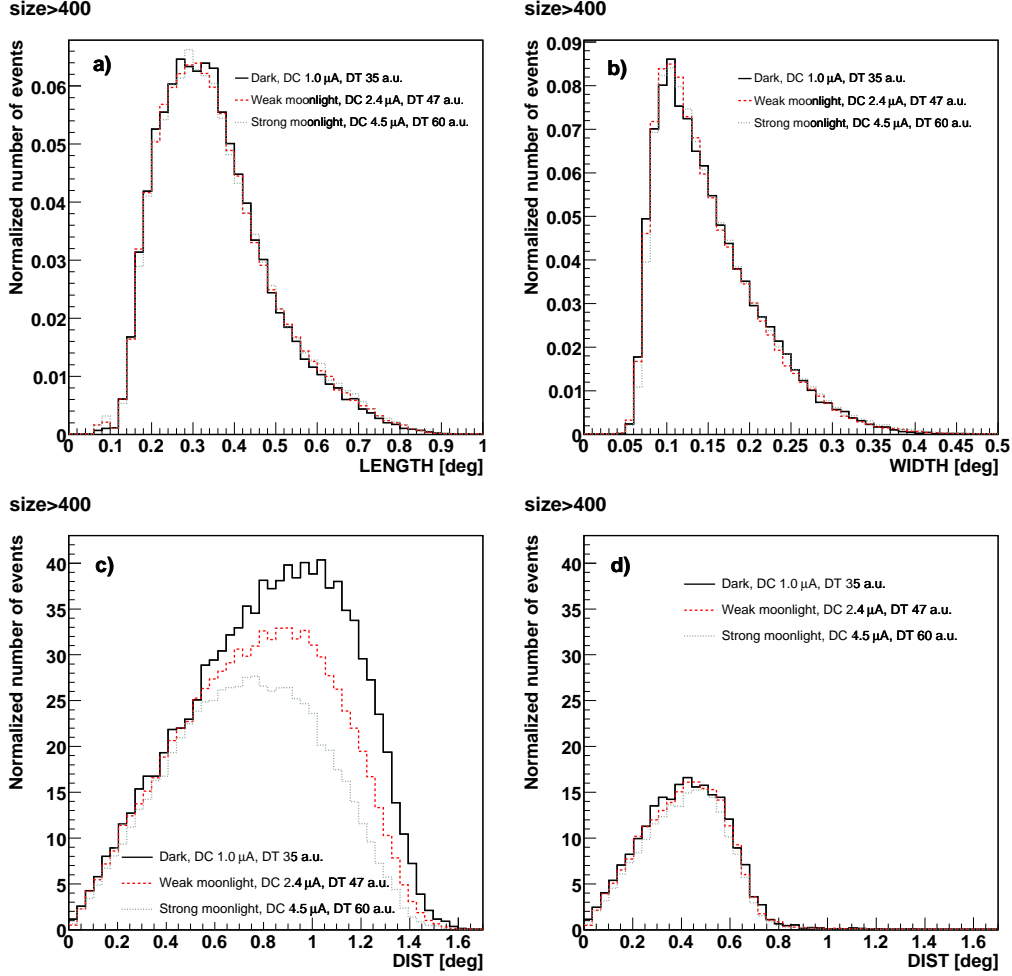 size>400
a)
Dark, DC 1.0 μA, DT 35 a.u.
Weak moonlight, DC 2.4 μA, DT 47 a.u.
Strong moonlight, DC 4.5 μA, DT 60 a.u.
Normalized number of events
0.06
0.05
0.04
0.03
0.02
0.01
0
0 0.1 0.2 0.3 0.4 0.5 0.6 0.7 0.8 0.9 1
LENGTH [deg]
size>400
b)
Dark, DC 1.0 μA, DT 35 a.u.
Weak moonlight, DC 2.4 μA, DT 47 a.u.
Strong moonlight, DC 4.5 μA, DT 60 a.u.
Normalized number of events
0.09
0.08
0.07
0.06
0.05
0.04
0.03
0.02
0.01
0
0 0.05 0.1 0.15 0.2 0.25 0.3 0.35 0.4 0.45 0.5
WIDTH [deg]
size>400
c)
Normalized number of events
40
35
30
25
20
15
10
5
0
Dark, DC 1.0 μA, DT 35 a.u.
Weak moonlight, DC 2.4 μA, DT 47 a.u.
Strong moonlight, DC 4.5 μA, DT 60 a.u.
0 0.2 0.4 0.6 0.8 1 1.2 1.4 1.6
DIST [deg]
size>400
d)
Dark, DC 1.0 μA, DT 35 a.u.
Weak moonlight, DC 2.4 μA, DT 47 a.u.
Strong moonlight, DC 4.5 μA, DT 60 a.u.
Normalized number of events
40
35
30
25
20
15
10
5
0
0 0.2 0.4 0.6 0.8 1 1.2 1.4 1.6
DIST [deg]